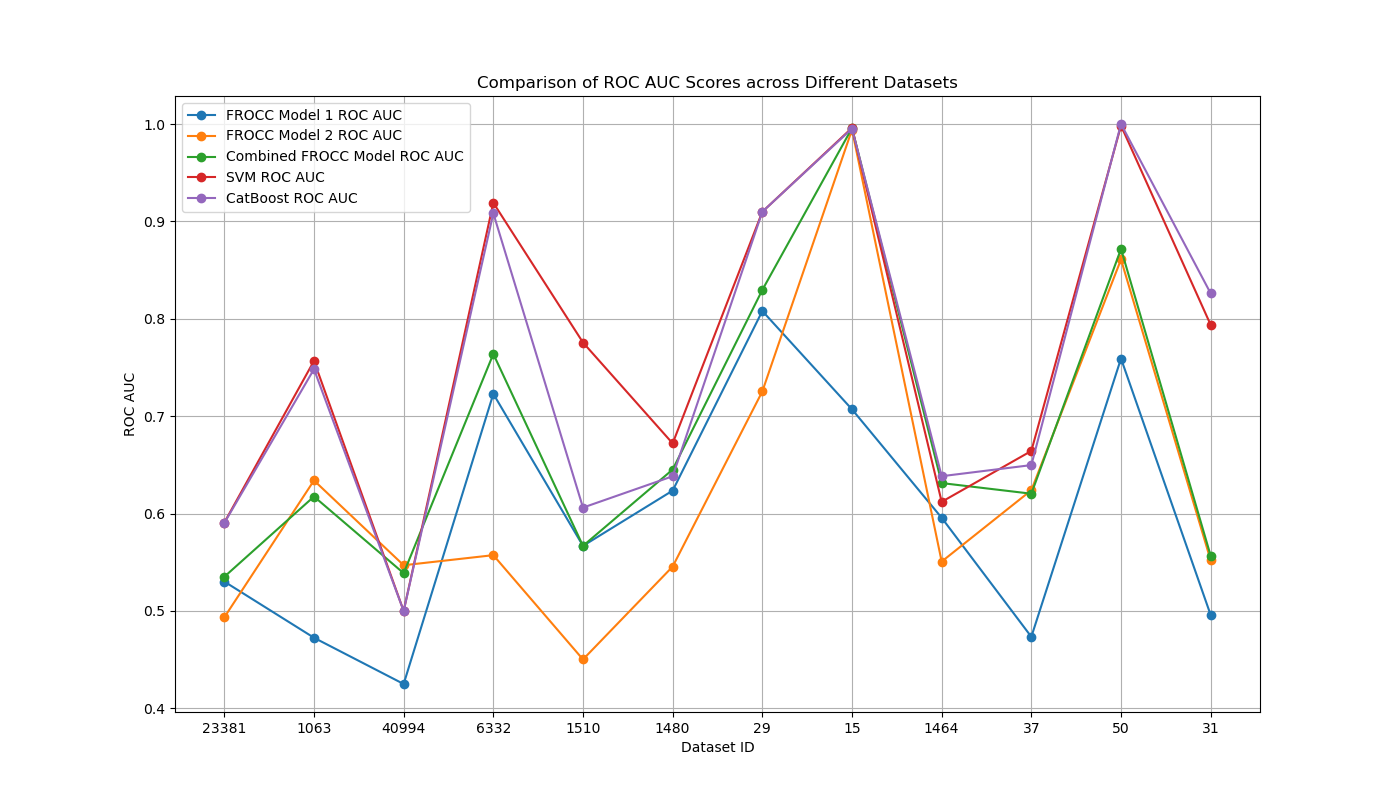 Comparison of ROC AUC Scores across Different Datasets
FROCC Model 1 ROC AUC
FROCC Model 2 ROC AUC
Combined FROCC Model ROC AUC
SVM ROC AUC
CatBoost ROC AUC
ROC AUC
1.0
0.9
0.8
0.7
0.6
0.5
0.4
23381 1063 40994 6332 1510 1480 29 15 1464 37 50 31
Dataset ID